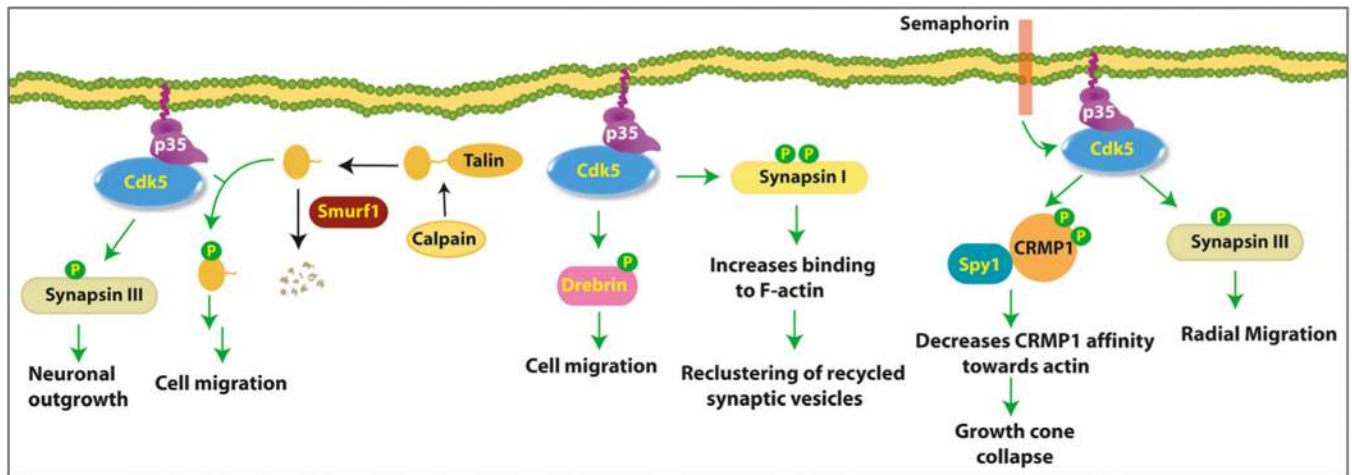 Semaphorin
p35
Cdk5
P
Synapsin III
Neuronal
outgrowth
P
Cell migration
Talin
Smurf1
Calpain
p35
Cdk5
P
Drebrin
Cell migration
P P
Synapsin I
Increases binding
to F-actin
Reclustering of recycled
synaptic vesicles
p35
Cdk5
P
P
CRMP1
Spy1
Decreases CRMP1 affinity
towards actin
Growth cone
collapse
P
Synapsin III
Radial Migration